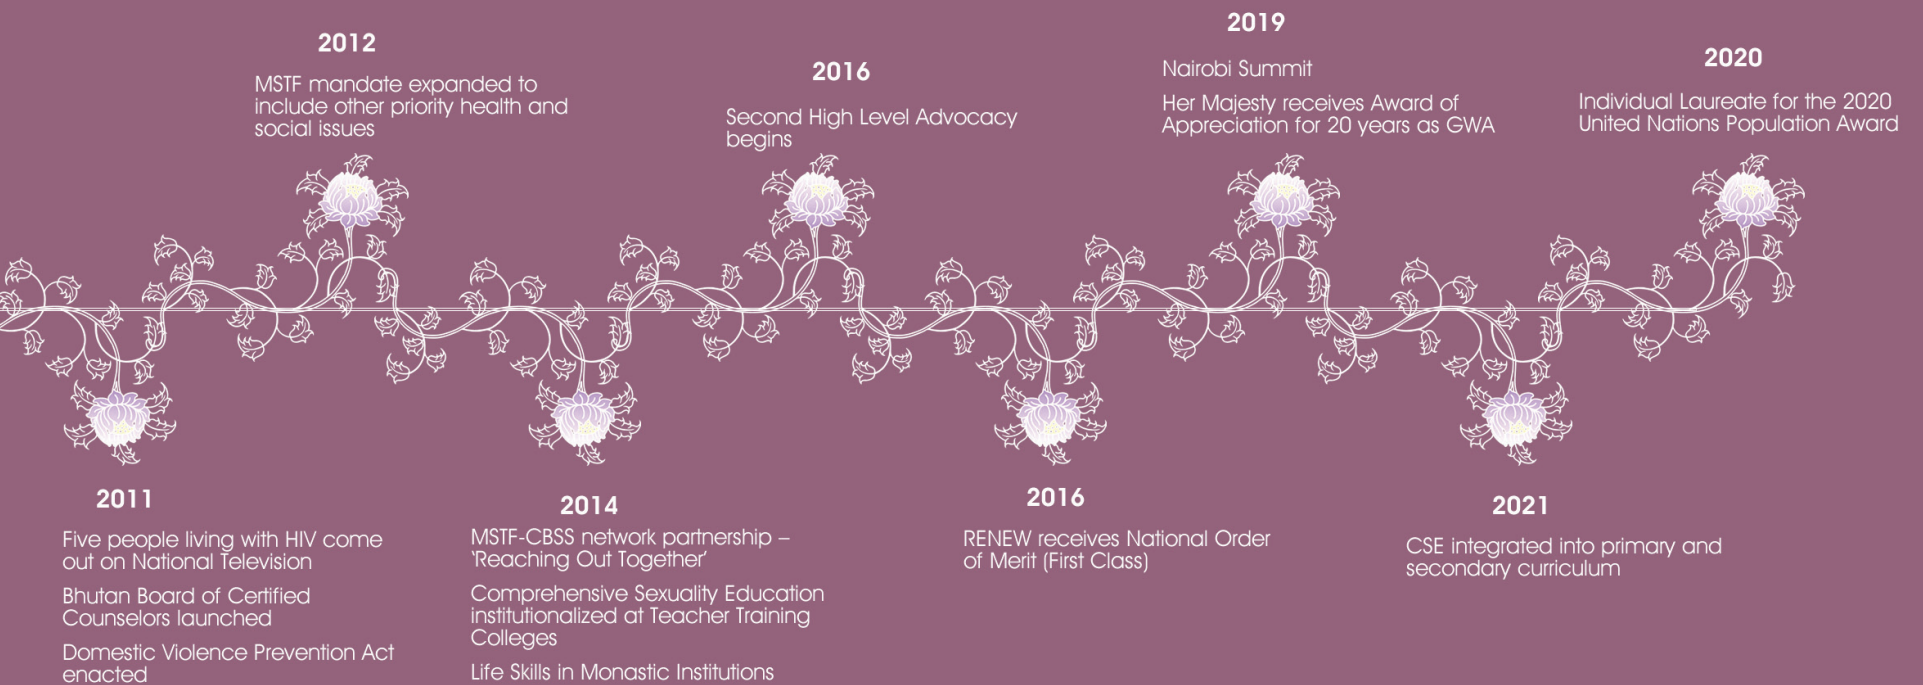 2011
Five people living with HIV come
out on National Television
Bhutan Board of Certified
Counselors launched
Domestic Violence Prevention Act
enacted
2012
MSTF mandate expanded to
include other priority health and
social issues
2014
MSTF-CBSS network partnership –
‘Reaching Out Together’
Comprehensive Sexuality Education
institutionalized at Teacher Training
Colleges
Life Skills in Monastic Institutions
2016
Second High Level Advocacy
begins
2016
RENEW receives National Order
of Merit (First Class)
2019
Nairobi Summit
Her Majesty receives Award of
Appreciation for 20 years as GWA
2021
CSE integrated into primary and
secondary curriculum
2020
Individual Laureate for the 2020
United Nations Population Award